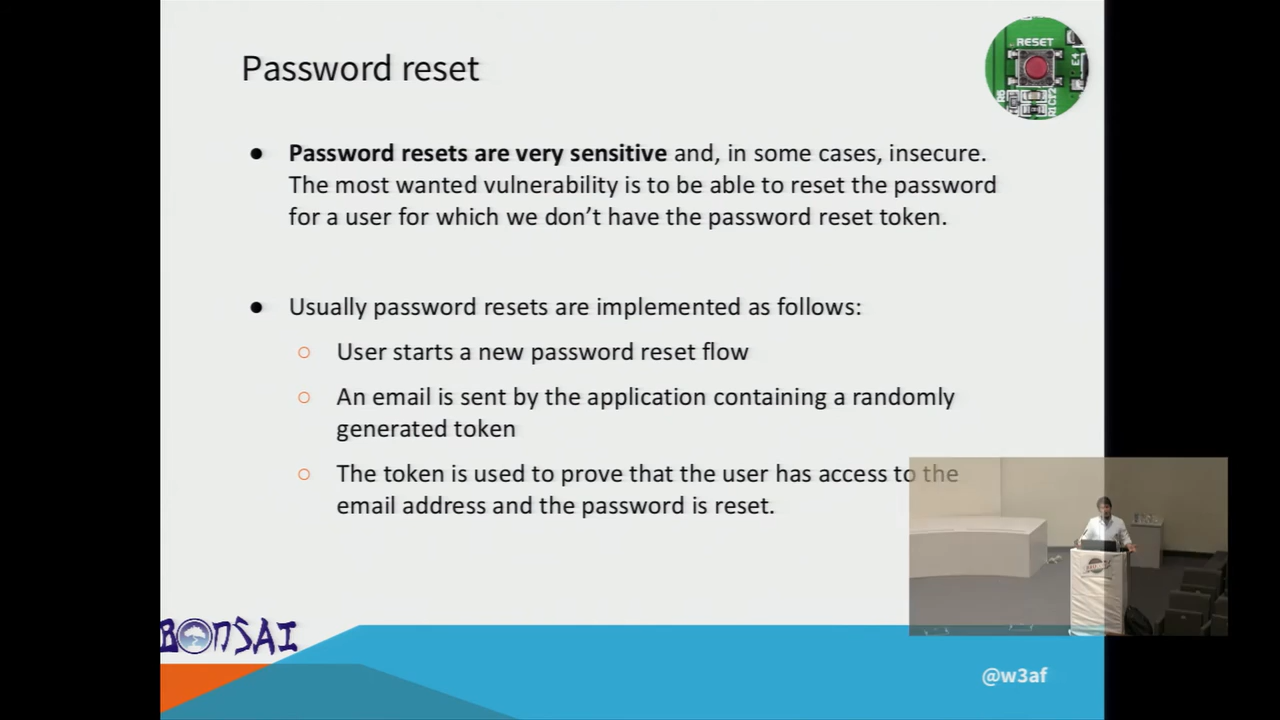 Password reset
RESET
● Password resets are very sensitive and, in some cases, insecure.
The most wanted vulnerability is to be able to reset the password
for a user for which we don’t have the password reset token.
● Usually password resets are implemented as follows:
○ User starts a new password reset flow
○ An email is sent by the application containing a randomly
generated token
○ The token is used to prove that the user has access to the
email address and the password is reset.
BONSAI
@w3af